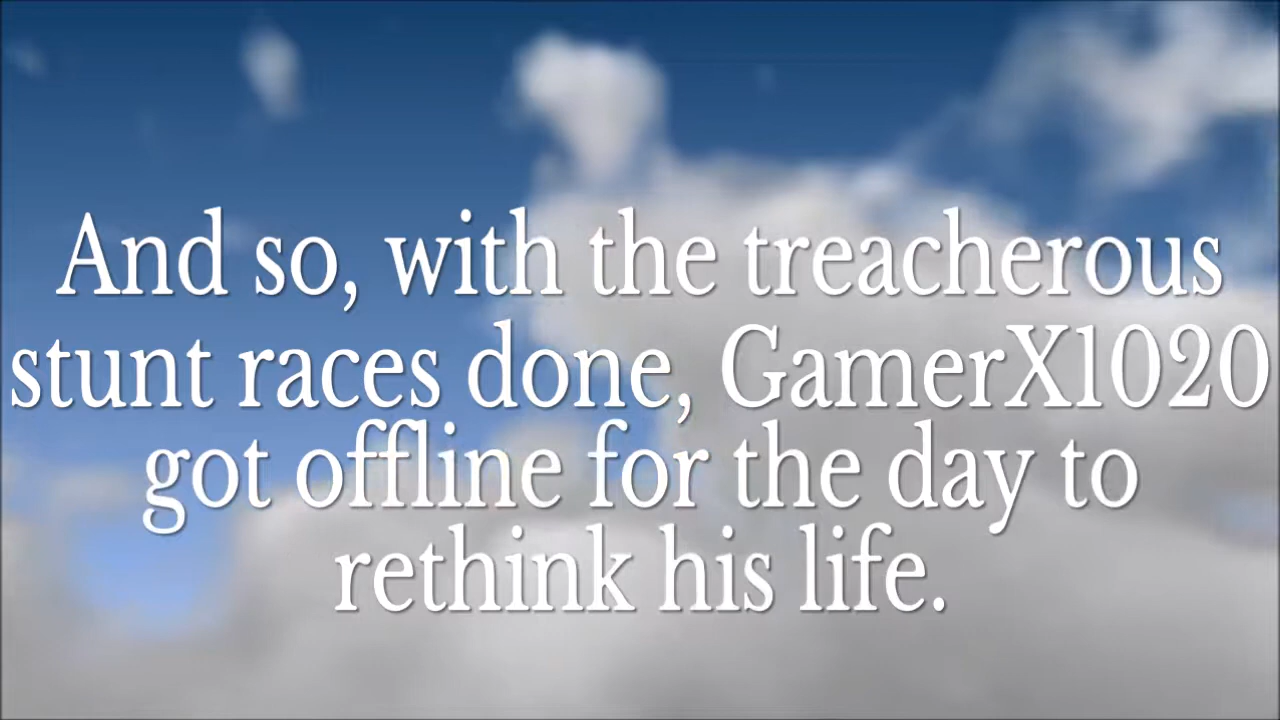 And so, with the treacherous
stunt races done, GamerX1020
got offline for the day to
rethink his life.